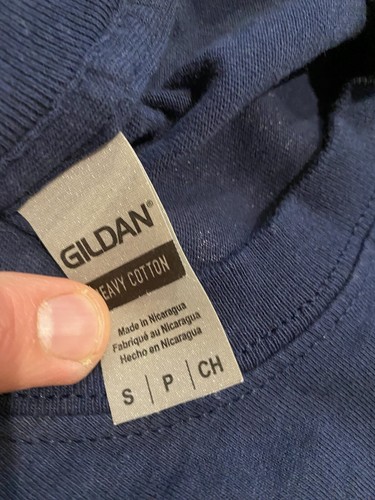 GILDAN®
EAVY COTTON
Made in Nicaragua
Fabriqué au Nicaragua
Hecho en Nicaragua
S | P | CH